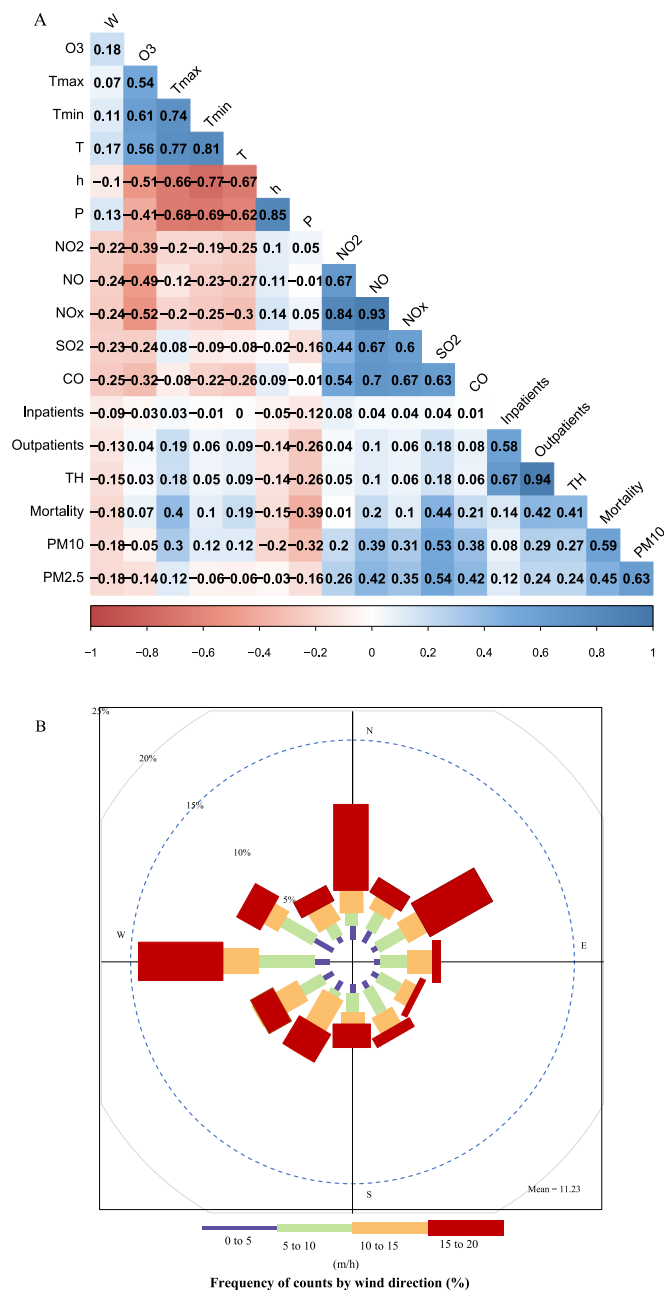 A
W
O3 0.18 O3
Tmax 0.07 0.54 Tmax
Tmin 0.11 0.61 0.74 Tmin
T 0.17 0.56 0.77 0.81 T
h −0.1 −0.51 −0.66 −0.77 −0.67 h
P 0.13 −0.41 −0.68 −0.69 −0.62 0.85 P
NO2 −0.22 −0.39 −0.2 −0.19 −0.25 0.1 0.05 NO2
NO −0.24 −0.49 −0.12 −0.23 −0.27 0.11 −0.01 0.67 NO
NOx −0.24 −0.52 −0.2 −0.25 −0.3 0.14 0.05 0.84 0.93 NOx
SO2 −0.23 −0.24 0.08 −0.09 −0.08 −0.02 −0.16 0.44 0.67 0.6 SO2
CO −0.25 −0.32 −0.08 −0.22 −0.26 0.09 −0.01 0.54 0.7 0.67 0.63 CO
Inpatients −0.09 −0.03 0.03 −0.01 0 −0.05 −0.12 0.08 0.04 0.04 0.04 0.01 Inpatients
Outpatients −0.13 0.04 0.19 0.06 0.09 −0.14 −0.26 0.04 0.1 0.06 0.18 0.08 0.58 Outpatients
TH −0.15 0.03 0.18 0.05 0.09 −0.14 −0.26 0.05 0.1 0.06 0.18 0.06 0.67 0.94 TH
Mortality −0.18 0.07 0.4 0.1 0.19 −0.15 −0.39 0.01 0.2 0.1 0.44 0.21 0.14 0.42 0.41 Mortality
PM10 −0.18 −0.05 0.3 0.12 0.12 −0.2 −0.32 0.2 0.39 0.31 0.53 0.38 0.08 0.29 0.27 0.59 PM10
PM2.5 −0.18 −0.14 0.12 −0.06 −0.06 −0.03 −0.16 0.26 0.42 0.35 0.54 0.42 0.12 0.24 0.24 0.45 0.63
−1 −0.8 −0.6 −0.4 −0.2 0 0.2 0.4 0.6 0.8 1
B
25%
N
20%
15%
10%
5%
W
E
S
Mean = 11.23
0 to 5 5 to 10 10 to 15 15 to 20
(m/h)
Frequency of counts by wind direction (%)